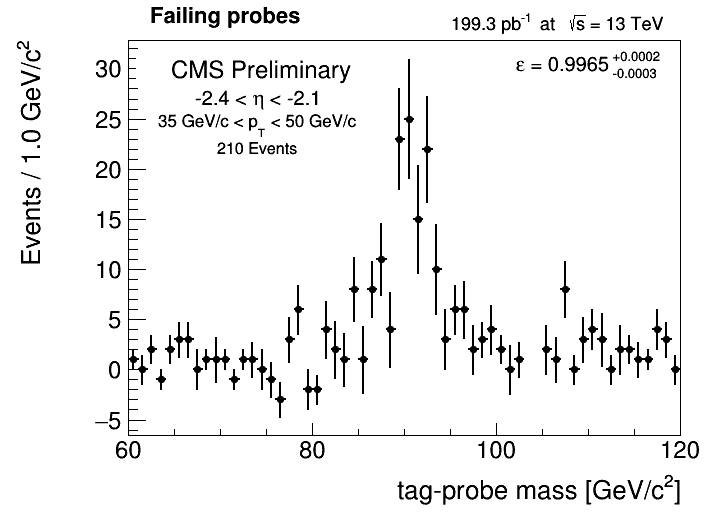 Failing probes
199.3 pb⁻¹ at √s = 13 TeV
CMS Preliminary
-2.4 < η < -2.1
35 GeV/c < p_T < 50 GeV/c
210 Events
ε = 0.9965 +0.0002 -0.0003
Events / 1.0 GeV/c²
30
25
20
15
10
5
0
−5
60 80 100 120
tag-probe mass [GeV/c²]